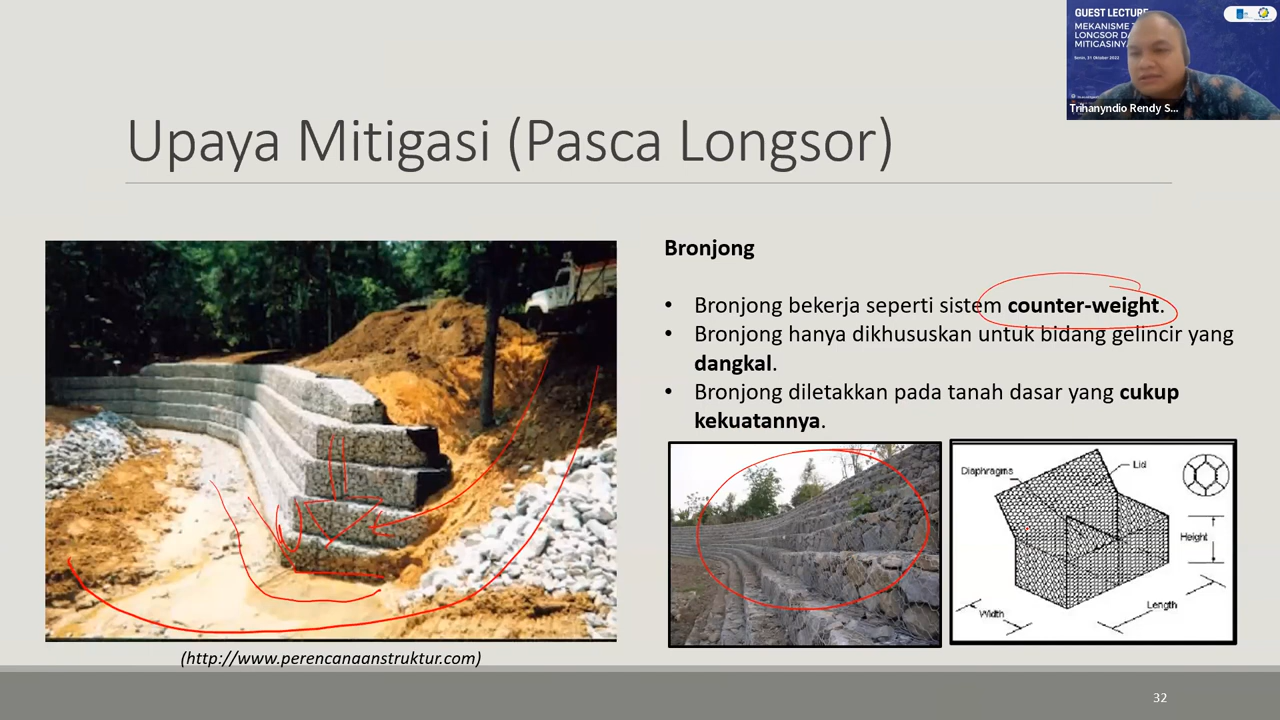 GUEST LECTURE
MEKANISME
LONGSOR
MITIGASINYA
Senin, 31 Oktober 2022
Trihanyndio Rendy S...
Upaya Mitigasi (Pasca Longsor)
Bronjong
• Bronjong bekerja seperti sistem counter-weight.
• Bronjong hanya dikhususkan untuk bidang gelincir yang
dangkal.
• Bronjong diletakkan pada tanah dasar yang cukup
kekuatannya.
Diaphragms
Lid
Height
Width
Length
(http://www.perencanaanstruktur.com)
32